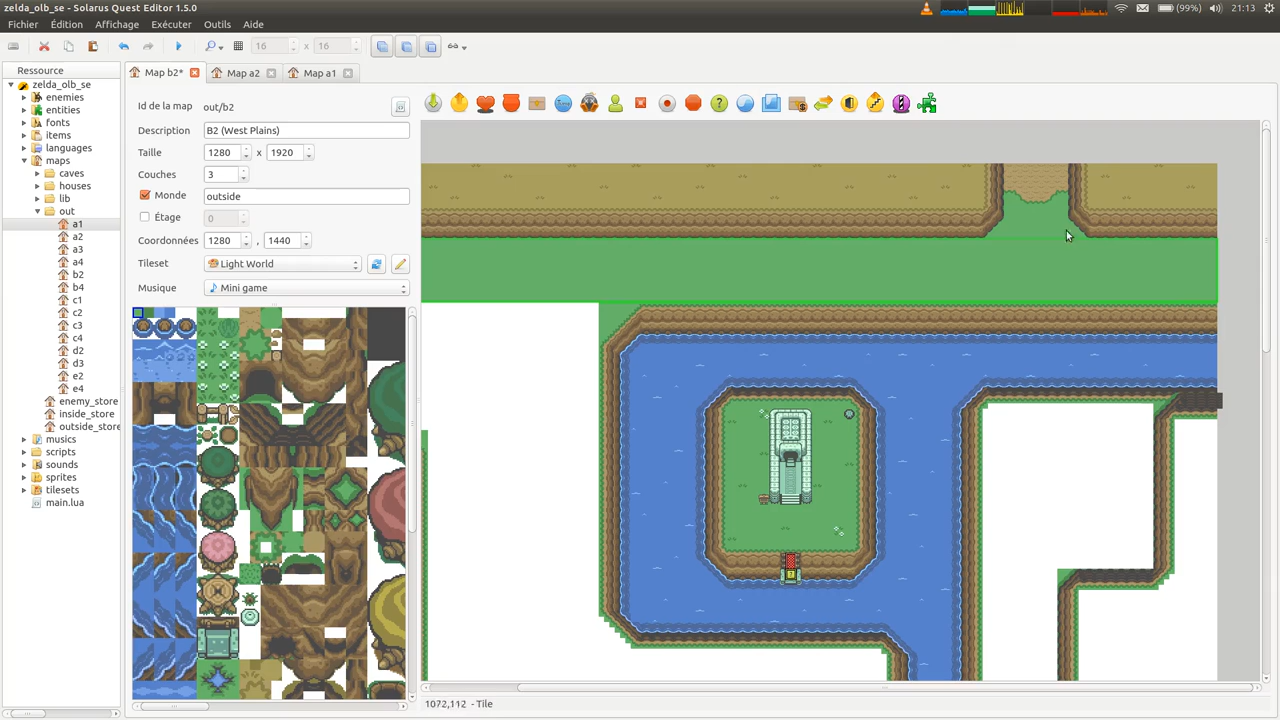 zelda_olb_se - Solarus Quest Editor 1.5.0
(99%) 21:13
Fichier Édition Affichage Exécuter Outils Aide
16 x 16
Ressource
zelda_olb_se
enemies
entities
fonts
items
languages
maps
caves
houses
lib
out
a1
a2
a3
a4
b2
b4
c1
c2
c3
c4
d2
d3
e2
e4
enemy_store
inside_store
outside_store
musics
scripts
sounds
sprites
tilesets
main.lua
Map b2* Map a2 Map a1
Id de la map out/b2
Description B2 (West Plains)
Taille 1280 x 1920
Couches 3
Monde outside
Étage 0
Coordonnées 1280 , 1440
Tileset Light World
Musique Mini game
1072,112 - Tile